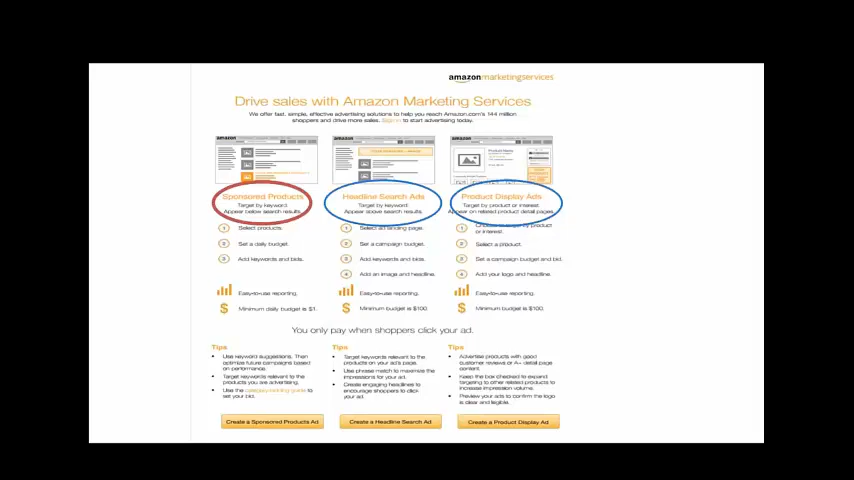 amazonmarketingservices
Drive sales with Amazon Marketing Services
We offer fast, simple, effective advertising solutions to help you reach Amazon.com's 144 million
shoppers and drive more sales. Sign in to start advertising today.
amazon
amazon
amazon
Sponsored Products
Target by keyword.
Appear below search results.
1 Select products.
2 Set a daily budget.
3 Add keywords and bids.
Easy-to-use reporting.
$ Minimum daily budget is $1.
Headline Search Ads
Target by keyword.
Appear above search results.
1 Select ad landing page.
2 Set a campaign budget.
3 Add keywords and bids.
4 Add an image and headline.
Easy-to-use reporting.
$ Minimum budget is $100.
Product Display Ads
Target by product or interest.
Appear on related product detail pages.
1 by product
or interest.
2 Select a product.
3 Set a campaign budget and bid.
4 Add your logo and headline.
Easy-to-use reporting.
$ Minimum budget is $100.
You only pay when shoppers click your ad.
Tips
• Use keyword suggestions. Then
optimize future campaigns based
on performance.
• Target keywords relevant to the
products you are advertising.
• Use the to
set your bid.
Create a Sponsored Products Ad
Tips
• Target keywords relevant to the
products on your ad's page.
• Use phrase match to maximize the
impressions for your ad.
• Create engaging headlines to
encourage shoppers to click
your ad.
Create a Headline Search Ad
Tips
• Advertise products with good
customer reviews or A+ detail page
content.
• Keep the box checked to expand
targeting to other related products to
increase impression volume.
• Preview your ads to confirm the logo
is clear and legible.
Create a Product Display Ad